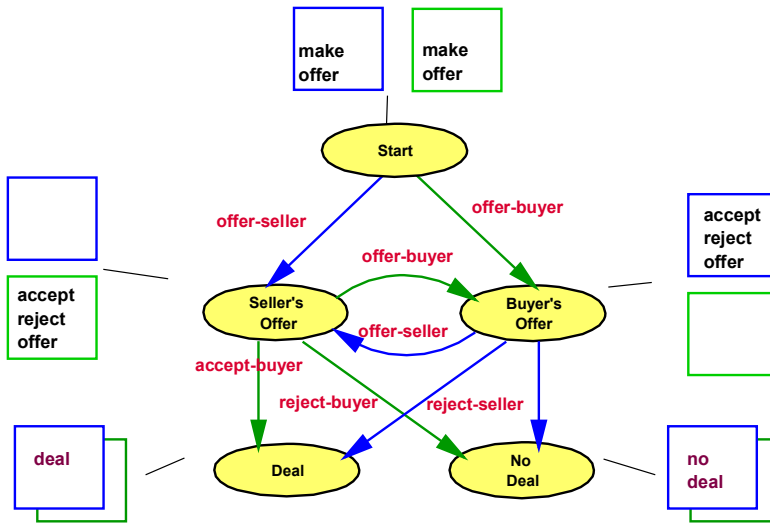 make
offer
make
offer
Start
offer-seller
offer-buyer
accept
reject
offer
offer-buyer
accept
reject
offer
Seller's
Offer
Buyer's
Offer
offer-seller
accept-buyer
reject-buyer
reject-seller
deal
Deal
No
Deal
no
deal